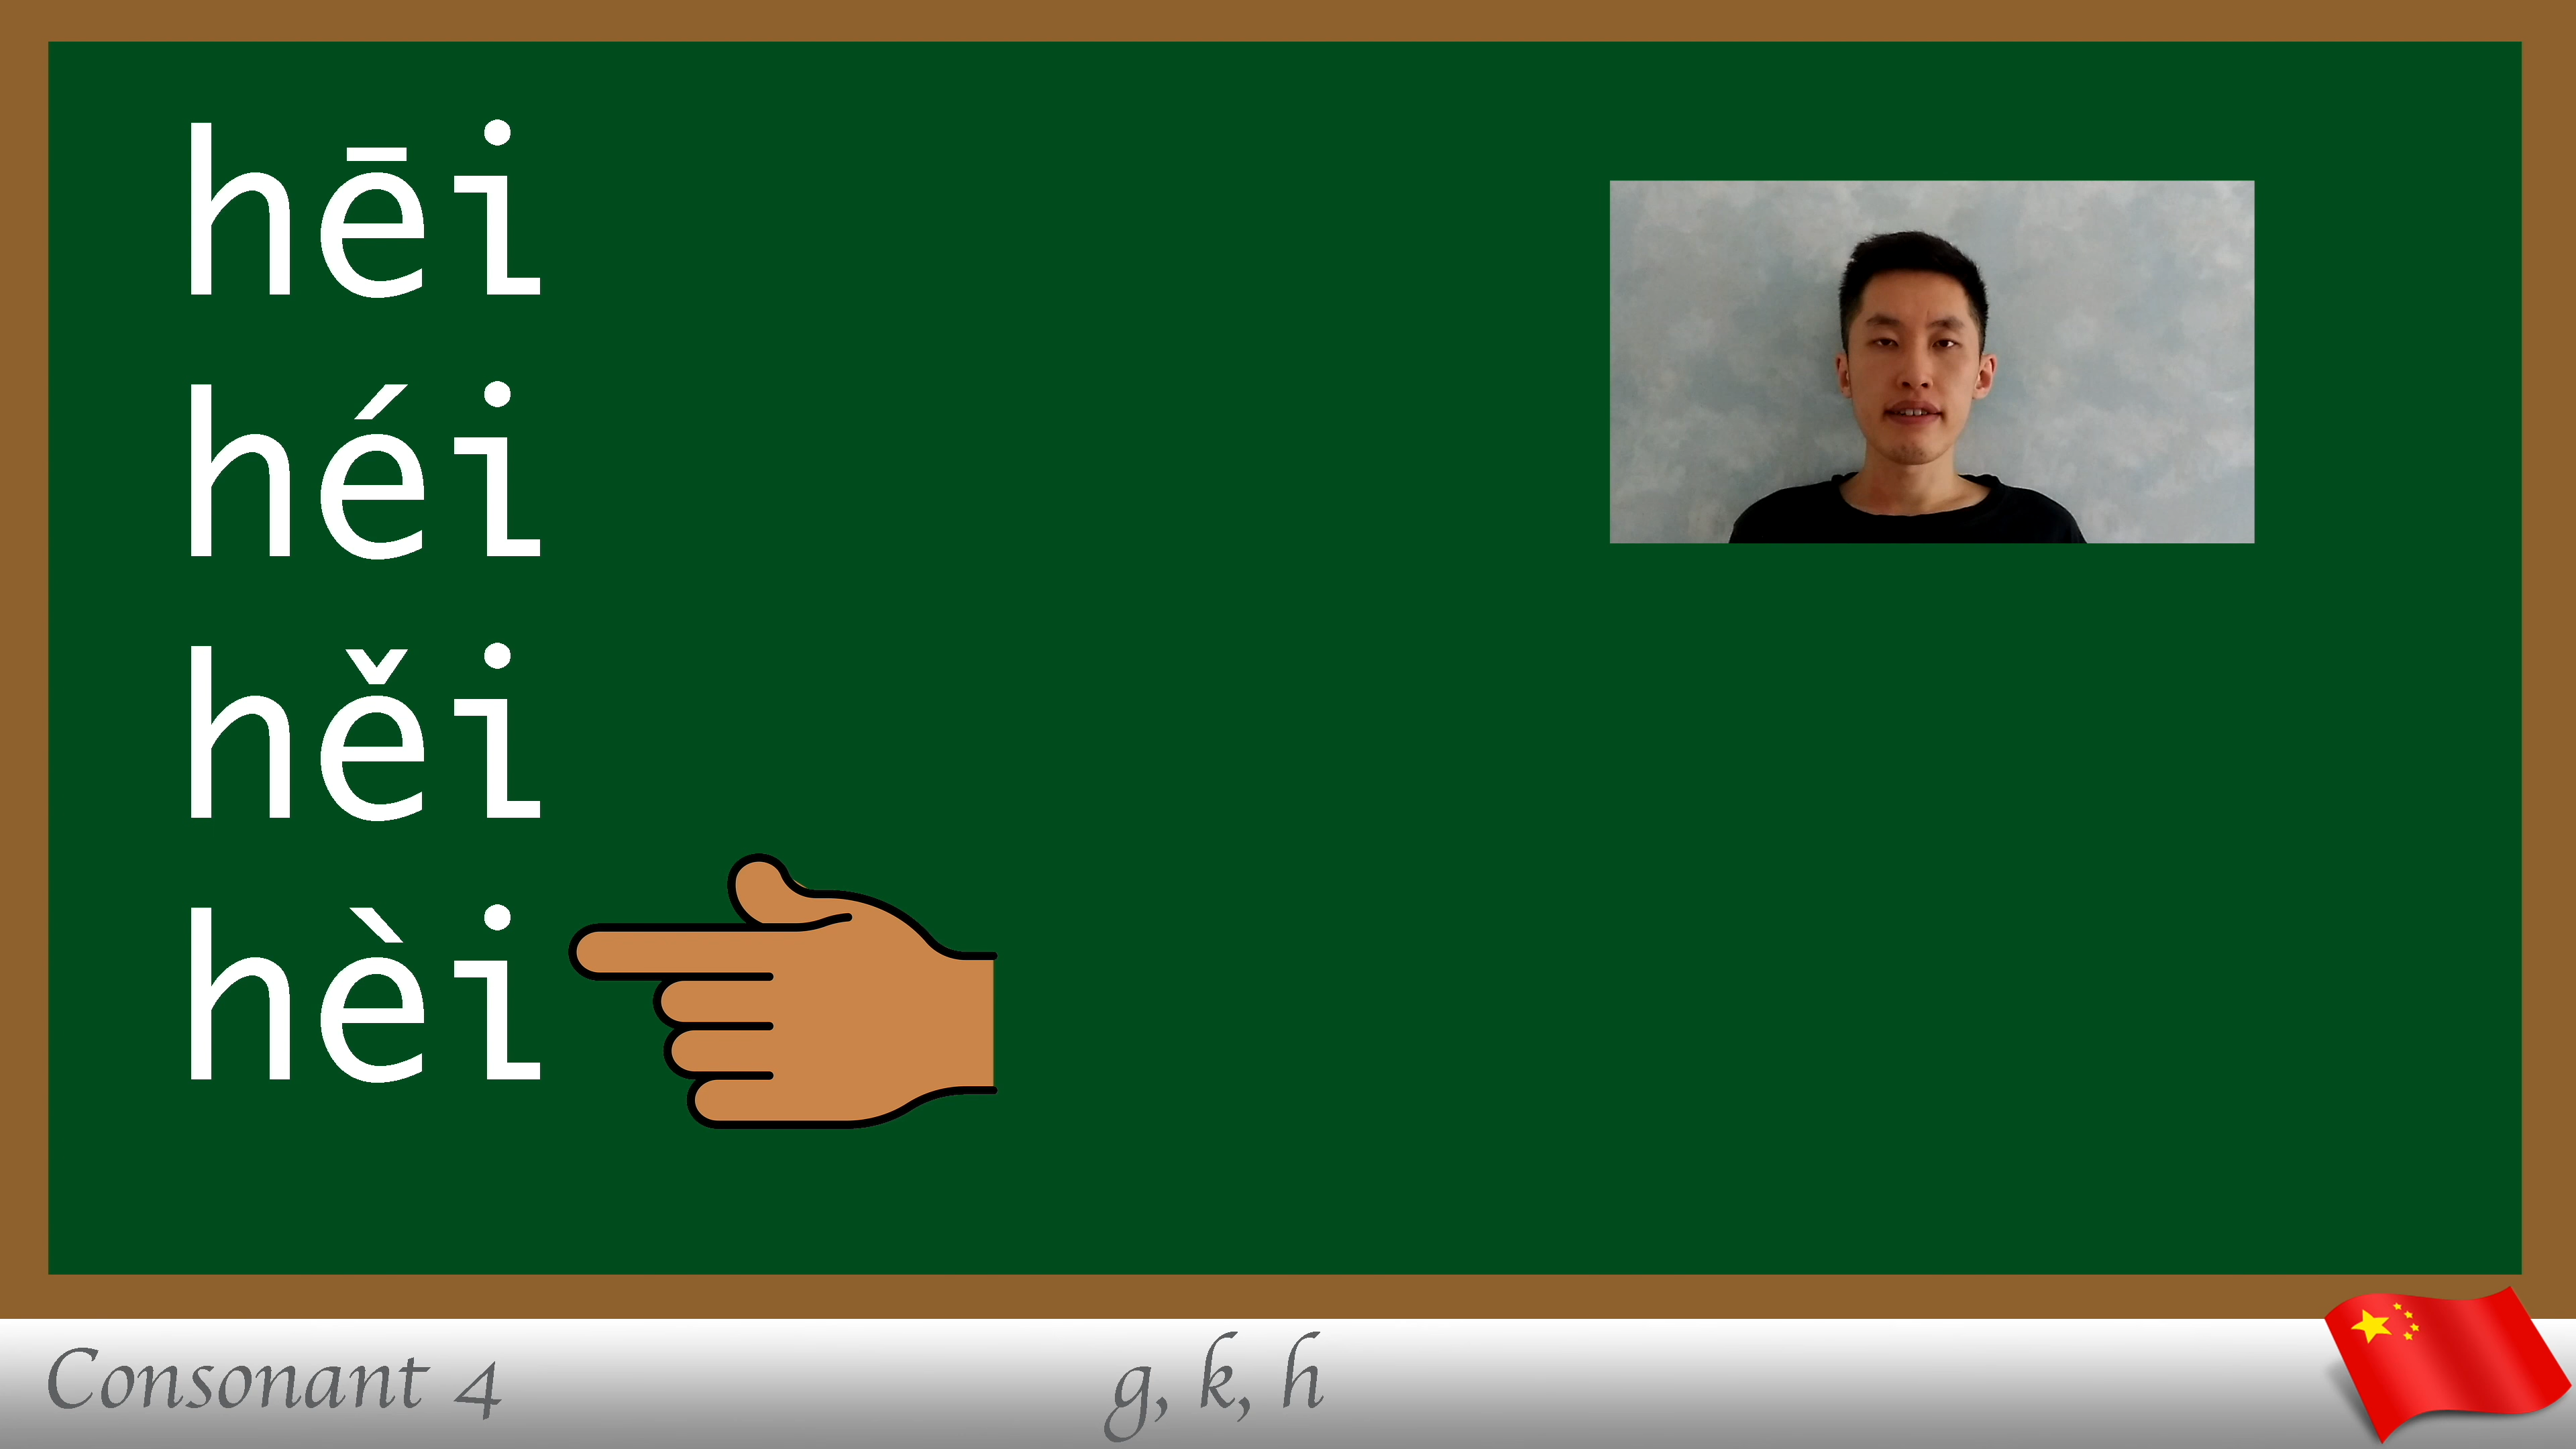 hēi
héi
hěi
hèi
Consonant 4
g, k, h